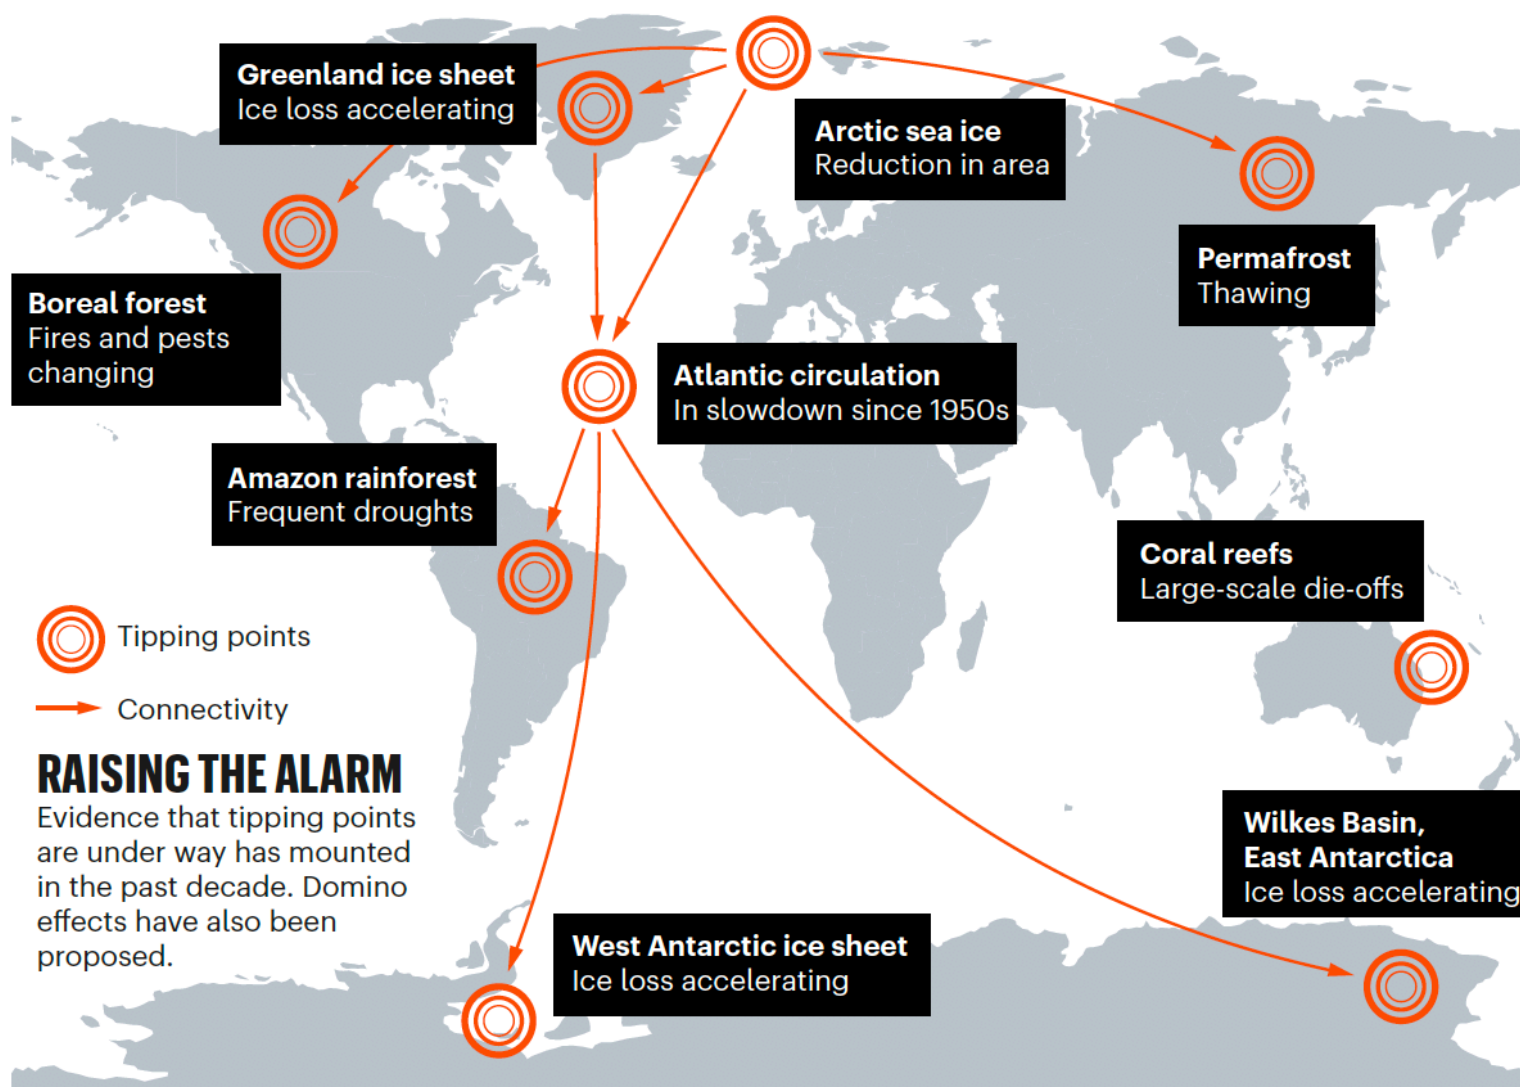 Greenland ice sheet
Ice loss accelerating
Arctic sea ice
Reduction in area
Permafrost
Thawing
Boreal forest
Fires and pests
changing
Atlantic circulation
In slowdown since 1950s
Amazon rainforest
Frequent droughts
Coral reefs
Large-scale die-offs
Tipping points
Connectivity
RAISING THE ALARM
Evidence that tipping points
are under way has mounted
in the past decade. Domino
effects have also been
proposed.
Wilkes Basin,
East Antarctica
Ice loss accelerating
West Antarctic ice sheet
Ice loss accelerating